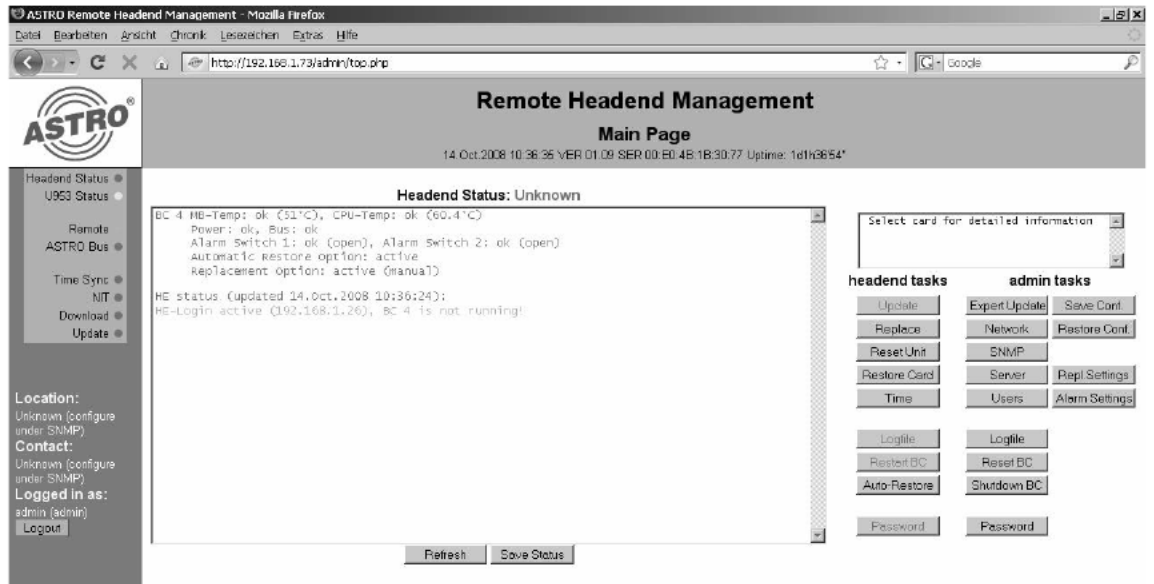 ASTRO Remote Headend Management - Mozilla Firefox
Datei Bearbeiten Ansicht Chronik Lesezeichen Extras Hilfe
http://192.168.1.73/admin/top.php
Google
ASTRO®
Remote Headend Management
Main Page
14.Oct.2008 10:36:35 VER 01.09 SER 00:E0:4B:1B:30:77 Uptime: 1d1h36'54"
Headend Status
U953 Status
Remote
ASTRO Bus
Time Sync
NIT
Download
Update
Location:
Unknown (configure
under SNMP)
Contact:
Unknown (configure
under SNMP)
Logged in as:
admin (admin)
Logout
Headend Status: Unknown
BC 4 MB-Temp: ok (51°C), CPU-Temp: ok (60.4°C)
Power: ok, Bus: ok
Alarm Switch 1: ok (open), Alarm Switch 2: ok (open)
Automatic Restore option: active
Replacement Option: active (manual)
HE status (updated 14.Oct.2008 10:36:24):
HE-Login active (192.168.1.26), BC 4 is not running!
Refresh Save Status
Select card for detailed information
headend tasks admin tasks
Update Expert Update Save Conf.
Replace Network Restore Conf.
Reset Unit SNMP
Restore Card Server Repl Settings
Time Users Alarm Settings
Logfile Logfile
Restart BC Reset BC
Auto-Restore Shutdown BC
Password Password